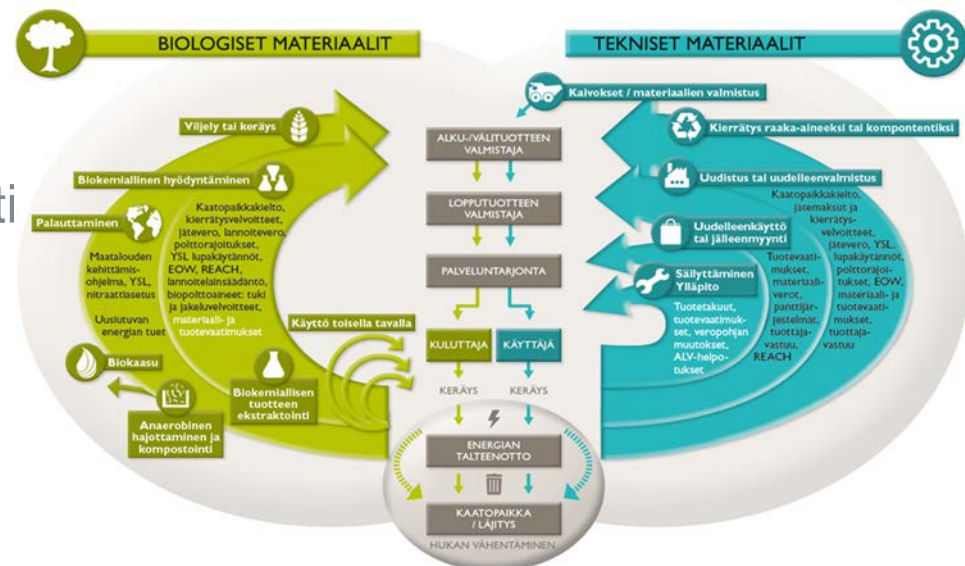 BIOLOGISET MATERIAALIT
TEKNISET MATERIAALIT
Kaivokset / materiaalien valmistus
Viljely tai keräys
Biokemiallinen hyödyntäminen
ti
Palauttaminen
Maatalouden
kehittämis-
ohjelma, YSL,
nitraattiasetus
Uusiutuvan
energian tuet
Kaatopaikkakielto,
kierrätysvelvoitteet,
jätevero, lannoitevero,
polttorajoitukset,
YSL lupakäytännöt,
EOW, REACH,
lannoitelainsäädäntö,
biopolttoaineet: tuki
ja jakeluvelvoitteet,
materiaali- ja
tuotevaatimukset
Käyttö toisella tavalla
Biokaasu
Anaerobinen
hajottaminen ja
kompostointi
Biokemiallisen
tuotteen
ekstraktointi
ALKU-/VÄLITUOTTEEN
VALMISTAJA
LOPPUTUOTTEEN
VALMISTAJA
PALVELUNTARJONTA
KULUTTAJA
KÄYTTÄJÄ
KERÄYS
KERÄYS
ENERGIAN
TALTEENOTTO
KAATOPAIKKA
/ LÄJITYS
HUKAN VÄHENTÄMINEN
Kierrätys raaka-aineeksi tai kompontentiksi
Uudistus tai uudelleenvalmistus
Uudelleenkäyttö
tai jälleenmyynti
Säilyttäminen
Ylläpito
Tuotetakuut,
tuotevaatimuk-
set, veropohjan
muutokset,
ALV-helpo-
tukset
Tuotevaati-
mukset,
materiaali-
verot,
panttijär-
jestelmät,
tuottaja-
vastuu,
REACH
Kaatopaikkakielto,
jätemaksut ja
kierrätys-
velvoitteet,
jätevero, YSL,
lupakäytännöt,
polttorajoi-
tukset, EOW,
materiaali- ja
tuotevaati-
mukset,
tuottaja-
vastuu